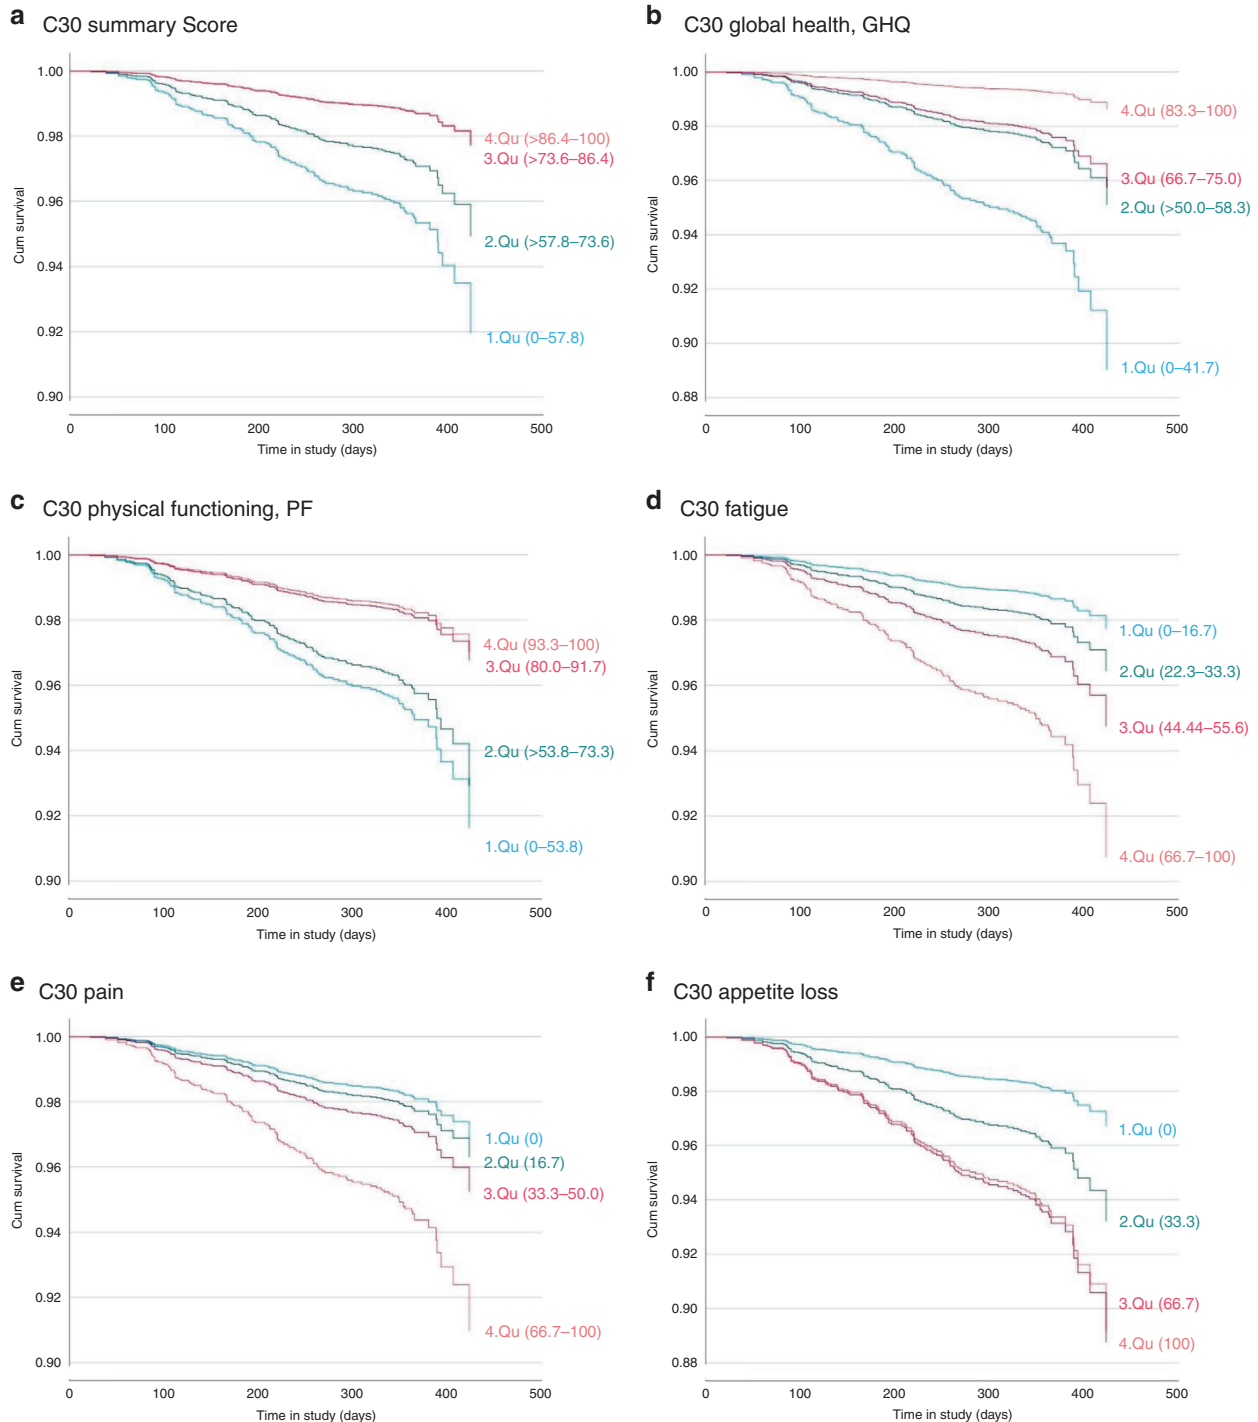 a C30 summary Score
1.00
0.98
0.96
0.94
0.92
0.90
Cum survival
4.Qu (>86.4–100)
3.Qu (>73.6–86.4)
2.Qu (>57.8–73.6)
1.Qu (0–57.8)
0 100 200 300 400 500
Time in study (days)
b C30 global health, GHQ
1.00
0.98
0.96
0.94
0.92
0.90
0.88
Cum survival
4.Qu (83.3–100)
3.Qu (66.7–75.0)
2.Qu (>50.0–58.3)
1.Qu (0–41.7)
0 100 200 300 400 500
Time in study (days)
c C30 physical functioning, PF
1.00
0.98
0.96
0.94
0.92
0.90
Cum survival
4.Qu (93.3–100)
3.Qu (80.0–91.7)
2.Qu (>53.8–73.3)
1.Qu (0–53.8)
0 100 200 300 400 500
Time in study (days)
d C30 fatigue
1.00
0.98
0.96
0.94
0.92
0.90
Cum survival
1.Qu (0–16.7)
2.Qu (22.3–33.3)
3.Qu (44.44–55.6)
4.Qu (66.7–100)
0 100 200 300 400 500
Time in study (days)
e C30 pain
1.00
0.98
0.96
0.94
0.92
0.90
Cum survival
1.Qu (0)
2.Qu (16.7)
3.Qu (33.3–50.0)
4.Qu (66.7–100)
0 100 200 300 400 500
Time in study (days)
f C30 appetite loss
1.00
0.98
0.96
0.94
0.92
0.90
0.88
Cum survival
1.Qu (0)
2.Qu (33.3)
3.Qu (66.7)
4.Qu (100)
0 100 200 300 400 500
Time in study (days)